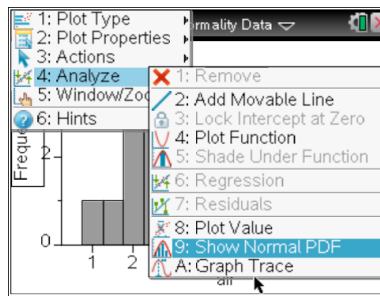 1: Plot Type
2: Plot Properties
3: Actions
4: Analyze
5: Window/Zoo
6: Hints
rmality Data
1: Remove
2: Add Movable Line
3: Lock Intercept at Zero
4: Plot Function
5: Shade Under Function
6: Regression
7: Residuals
8: Plot Value
9: Show Normal PDF
A: Graph Trace
Freque
2
0
1 2